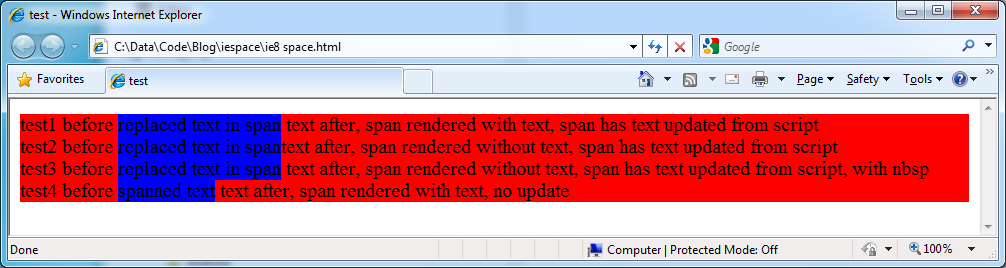 test - Windows Internet Explorer
C:\Data\Code\Blog\iespace\ie8 space.html
Google
Favorites
test
Page
Safety
Tools
test1 before replaced text in span text after, span rendered with text, span has text updated from script
test2 before replaced text in spantext after, span rendered without text, span has text updated from script
test3 before replaced text in span text after, span rendered without text, span has text updated from script, with nbsp
test4 before spanned text text after, span rendered with text, no update
Done
Computer | Protected Mode: Off
100%